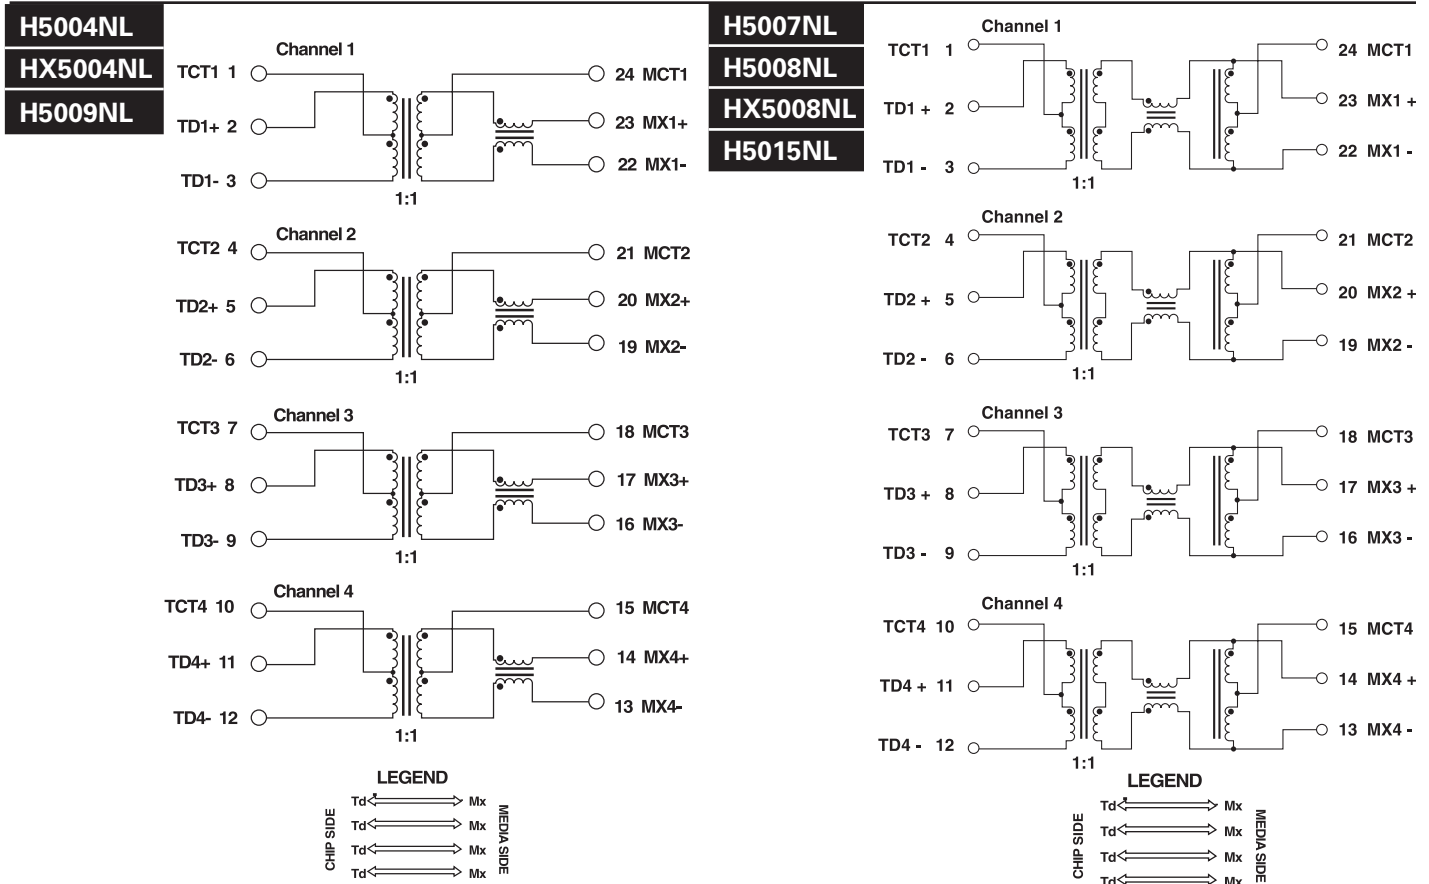 H5004NL
HX5004NL
H5009NL
Channel 1
TCT1 1
24 MCT1
TD1+ 2
23 MX1+
22 MX1-
TD1- 3
1:1
Channel 2
TCT2 4
21 MCT2
TD2+ 5
20 MX2+
19 MX2-
TD2- 6
1:1
Channel 3
TCT3 7
18 MCT3
TD3+ 8
17 MX3+
16 MX3-
TD3- 9
1:1
Channel 4
TCT4 10
15 MCT4
TD4+ 11
14 MX4+
13 MX4-
TD4- 12
1:1
LEGEND
CHIP SIDE
Td Mx
Td Mx
Td Mx
Td Mx
MEDIA SIDE
H5007NL
H5008NL
HX5008NL
H5015NL
Channel 1
TCT1 1
24 MCT1
TD1 + 2
23 MX1 +
22 MX1 -
TD1 - 3
1:1
Channel 2
TCT2 4
21 MCT2
TD2 + 5
20 MX2 +
19 MX2 -
TD2 - 6
1:1
Channel 3
TCT3 7
18 MCT3
TD3 + 8
17 MX3 +
16 MX3 -
TD3 - 9
1:1
Channel 4
TCT4 10
15 MCT4
TD4 + 11
14 MX4 +
13 MX4 -
TD4 - 12
1:1
LEGEND
CHIP SIDE
Td Mx
Td Mx
Td Mx
Td Mx
MEDIA SIDE